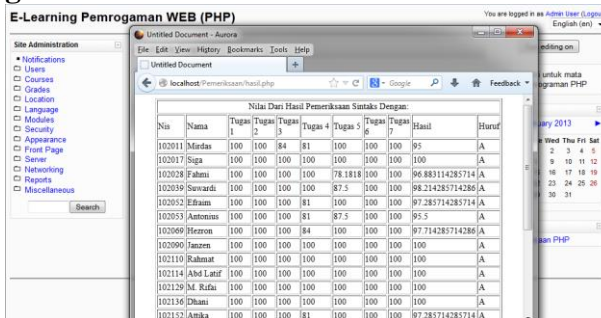 E-Learning Pemrogaman WEB (PHP)
You are logged in as Admin User (Logou
English (en)
Site Administration
Notifications
Users
Courses
Grades
Location
Language
Modules
Security
Appearance
Front Page
Server
Networking
Reports
Miscellaneous
Search
Untitled Document - Aurora
File Edit View History Bookmarks Tools Help
Untitled Document +
localhost/Pemeriksaan/hasil.php
Google
Feedback
Nilai Dari Hasil Pemeriksaan Sintaks Dengan:
Nis Nama Tugas 1 Tugas 2 Tugas 3 Tugas 4 Tugas 5 Tugas 6 Tugas 7 Hasil Huruf
102011 Mirdas 100 100 84 81 100 100 100 95 A
102017 Siga 100 100 100 100 100 100 100 100 A
102028 Fahmi 100 100 100 100 78.1818 100 100 96.883114285714 A
102039 Suwardi 100 100 100 100 87.5 100 100 98.214285714286 A
102052 Efraim 100 100 100 81 100 100 100 97.285714285714 A
102053 Antonius 100 100 100 81 87.5 100 100 95.5 A
102069 Hezron 100 100 100 84 100 100 100 97.714285714286 A
102090 Janzen 100 100 100 100 100 100 100 100 A
102110 Rahmat 100 100 100 100 100 100 100 100 A
102114 Abd Latif 100 100 100 100 100 100 100 100 A
102129 M. Rifai 100 100 100 100 100 100 100 100 A
102136 Dhani 100 100 100 100 100 100 100 100 A
102152 Attika 100 100 100 81 100 100 100 97.285714285714 A
editing on
untuk mata
ograman PHP
uary 2013
Wed Thu Fri Sat
2 3 4 5
9 10 11 12
16 17 18 19
23 24 25 26
30 31
aan PHP